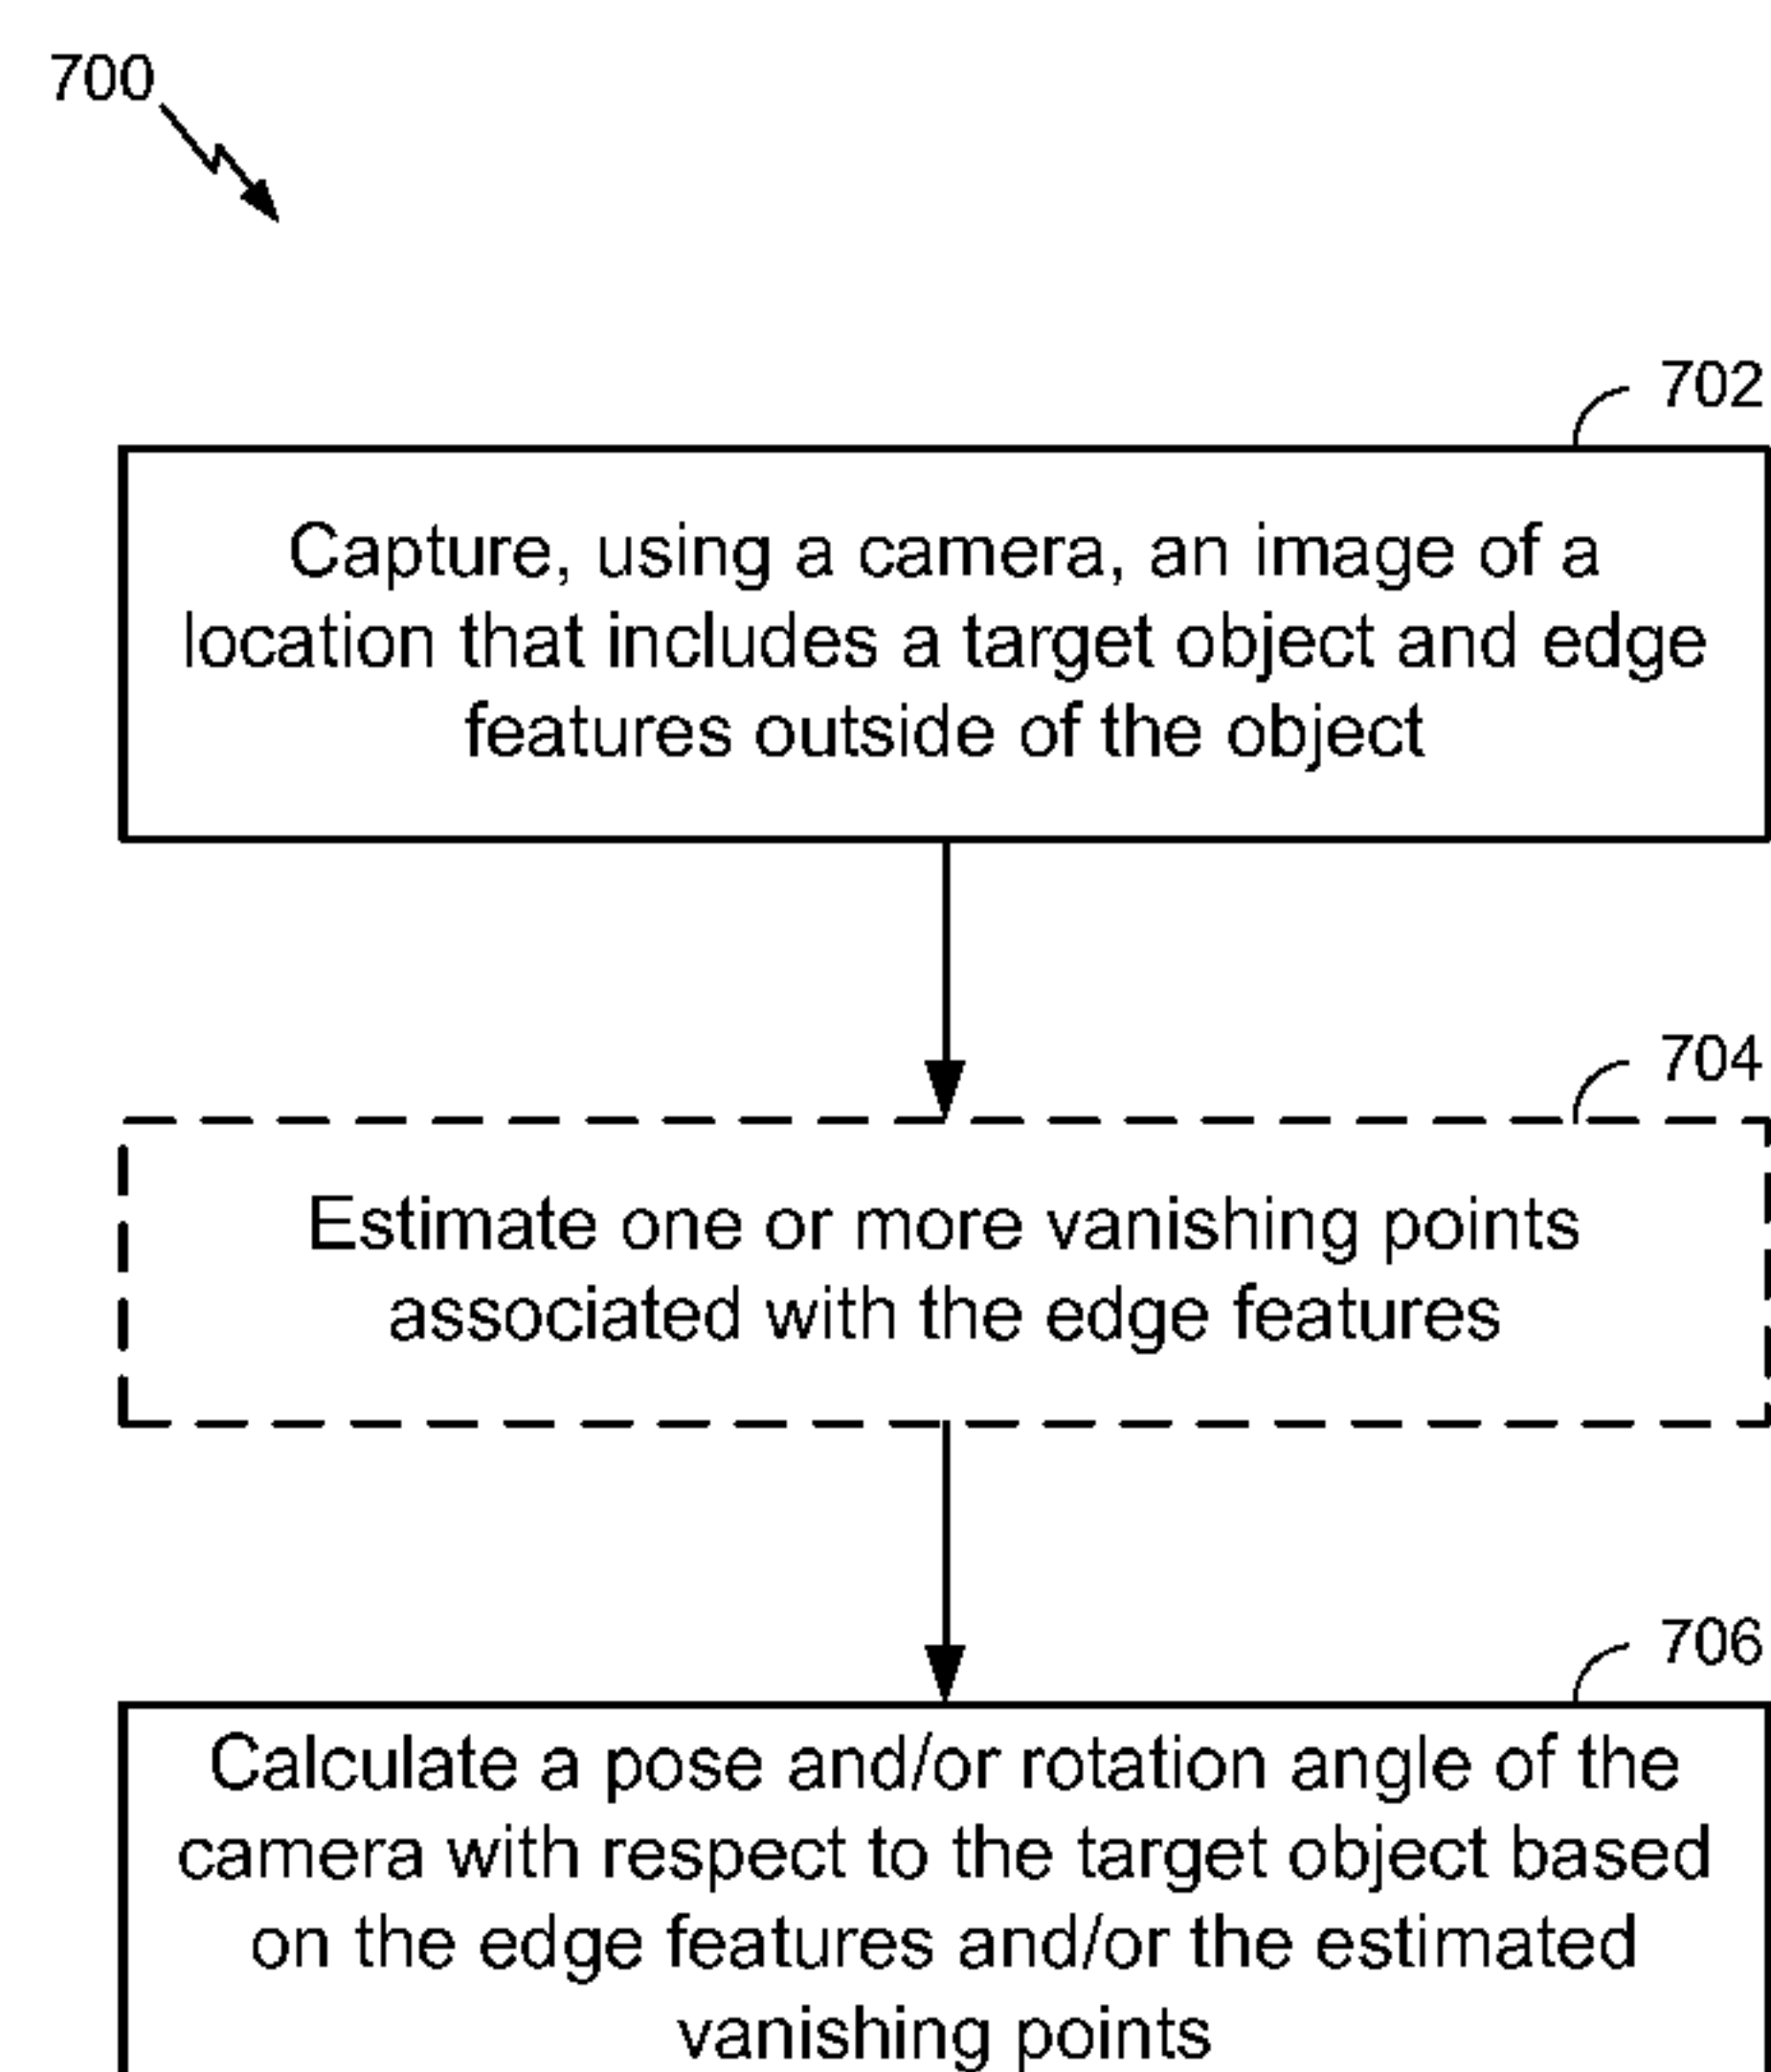 700
702
Capture, using a camera, an image of a
location that includes a target object and edge
features outside of the object
704
Estimate one or more vanishing points
associated with the edge features
706
Calculate a pose and/or rotation angle of the
camera with respect to the target object based
on the edge features and/or the estimated
vanishing points